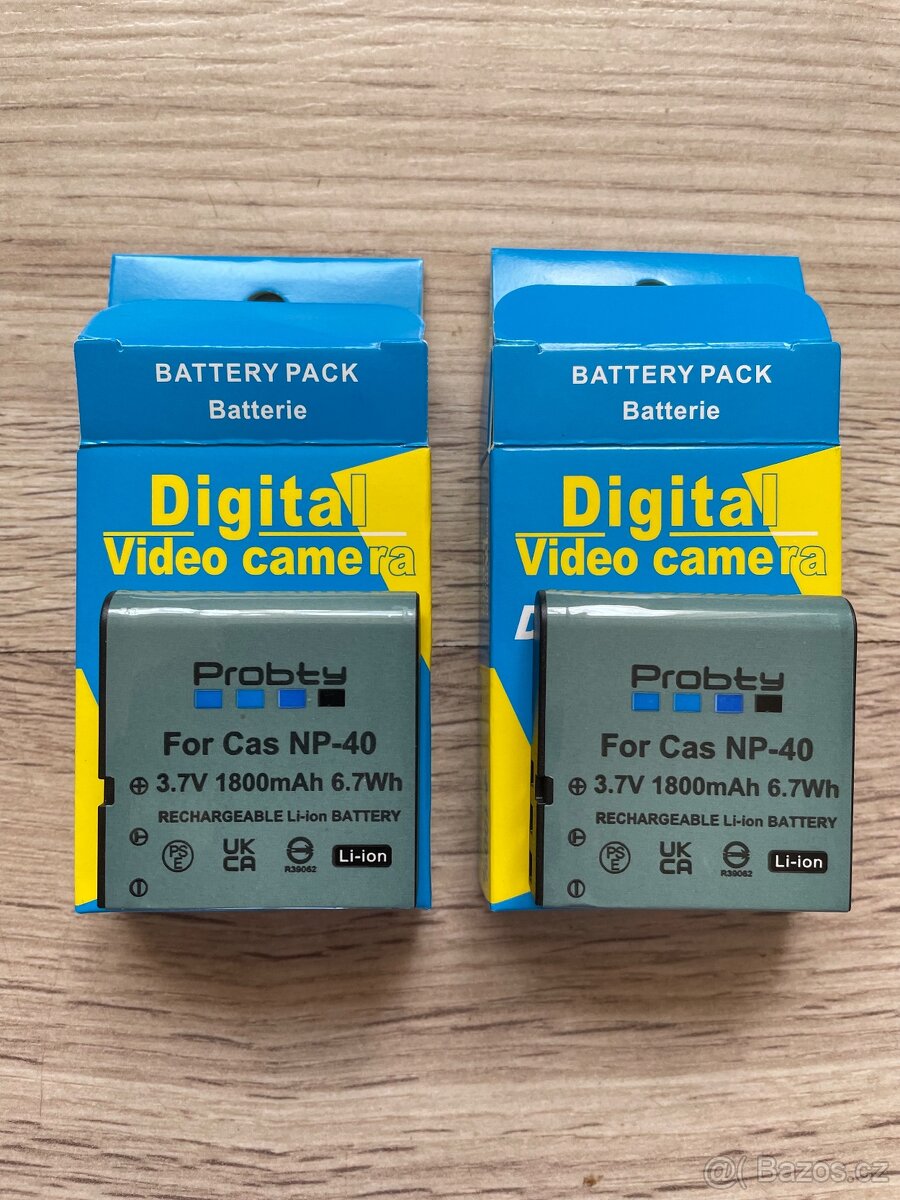 BATTERY PACK
Batterie
Digital
Video camera
Probty
For Cas NP-40
3.7V 1800mAh 6.7Wh
RECHARGEABLE Li-ion BATTERY
PSE
UK
CA
R39062
Li-ion
BATTERY PACK
Batterie
Digital
Video camera
D
Probty
For Cas NP-40
3.7V 1800mAh 6.7Wh
RECHARGEABLE Li-ion BATTERY
PSE
UK
CA
R39062
Li-ion
@( Bazos.cz